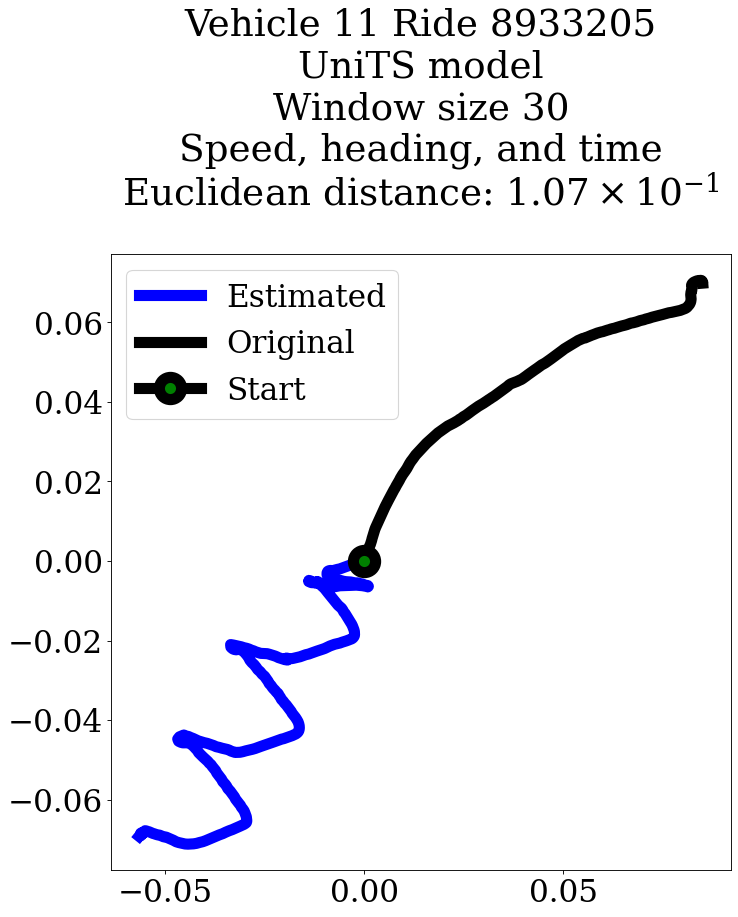 Vehicle 11 Ride 8933205
UniTS model
Window size 30
Speed, heading, and time
Euclidean distance: 1.07 × 10⁻¹
Estimated
Original
Start
0.06
0.04
0.02
0.00
−0.02
−0.04
−0.06
−0.05
0.00
0.05